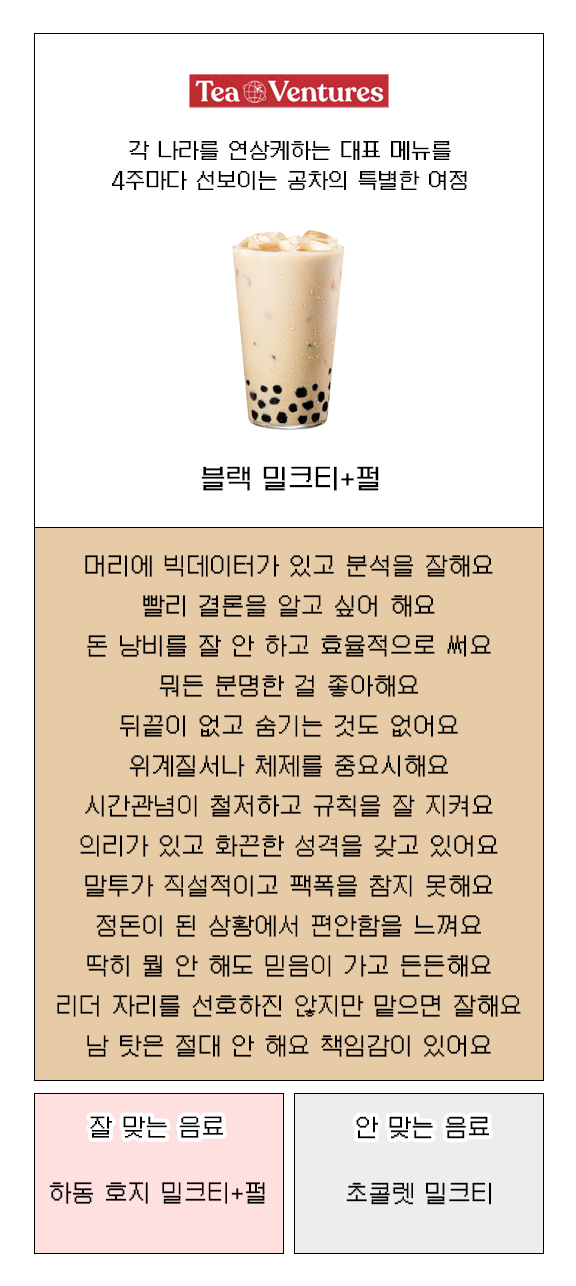 Tea Ventures
각 나라를 연상케하는 대표 메뉴를
4주마다 선보이는 공차의 특별한 여정
블랙 밀크티+펄
머리에 빅데이터가 있고 분석을 잘해요
빨리 결론을 알고 싶어 해요
돈 낭비를 잘 안 하고 효율적으로 써요
뭐든 분명한 걸 좋아해요
뒤끝이 없고 숨기는 것도 없어요
위계질서나 체제를 중요시해요
시간관념이 철저하고 규칙을 잘 지켜요
의리가 있고 화끈한 성격을 갖고 있어요
말투가 직설적이고 팩폭을 참지 못해요
정돈이 된 상황에서 편안함을 느껴요
딱히 뭘 안 해도 믿음이 가고 든든해요
리더 자리를 선호하진 않지만 맡으면 잘해요
남 탓은 절대 안 해요 책임감이 있어요
잘 맞는 음료
하동 호지 밀크티+펄
안 맞는 음료
초콜렛 밀크티